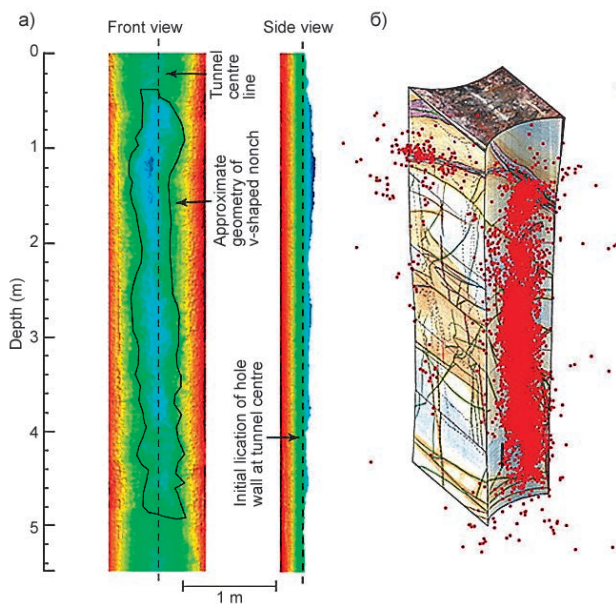 а)
Front view
Side view
б)
0
1
2
3
4
5
Depth (m)
Tunnel
centre
line
Approximate
geometry of
v-shaped nonch
Initial lication of hole
wall at tunnel centre
1 m